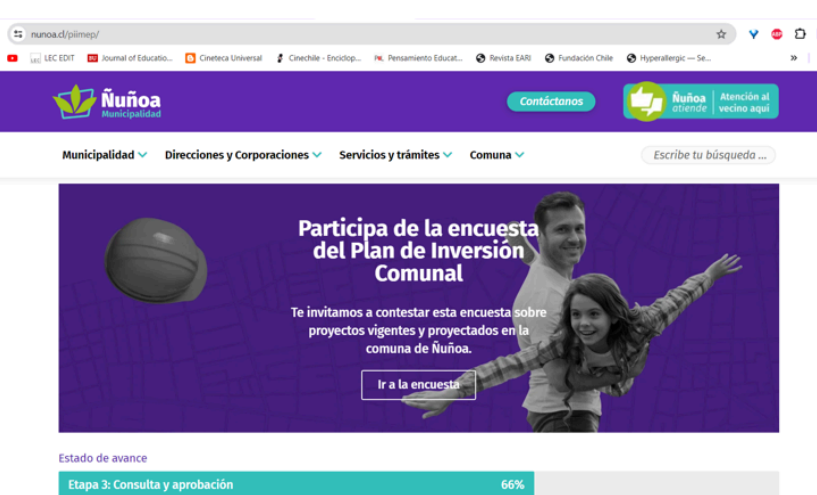 nunoa.cl/piimep/
LEC EDIT
Journal of Educatio...
Cineteca Universal
Cinechile - Enciclop...
Pensamiento Educat...
Revista EARI
Fundación Chile
Hyperallergic — Se...
»
Ñuñoa
Municipalidad
Contáctanos
Ñuñoa
atiende
Atención al
vecino aquí
Municipalidad
Direcciones y Corporaciones
Servicios y trámites
Comuna
Escribe tu búsqueda ...
Participa de la encuesta
del Plan de Inversión
Comunal
Te invitamos a contestar esta encuesta sobre
proyectos vigentes y proyectados en la
comuna de Ñuñoa.
Ir a la encuesta
Estado de avance
Etapa 3: Consulta y aprobación
66%